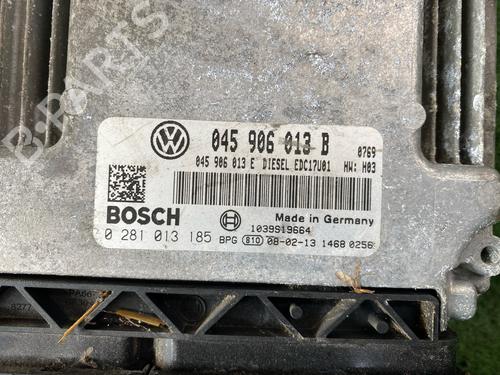 B-PARTS
045 906 013 B 0769
045 906 013 E DIESEL EDC17U01 HW: H03
BOSCH
Made in Germany
1039S19664
0 281 013 185 BPG 810 08-02-13 1468 0256